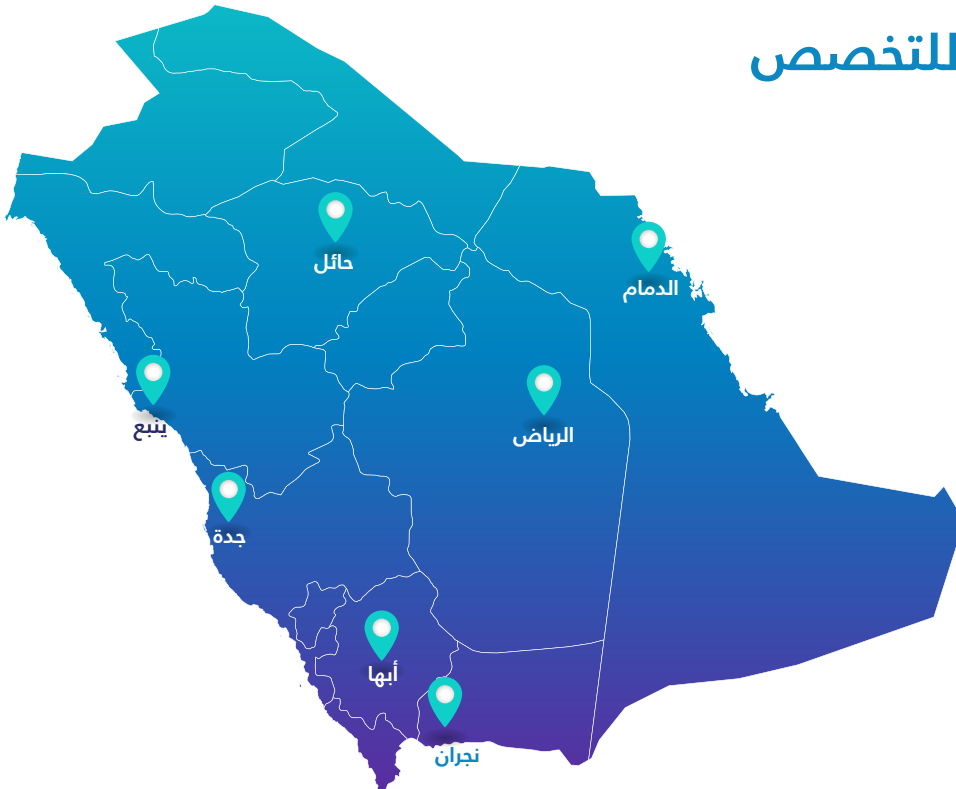 للتخصص
حائل
الدمام
ينبع
الرياض
جدة
أبها
نجران